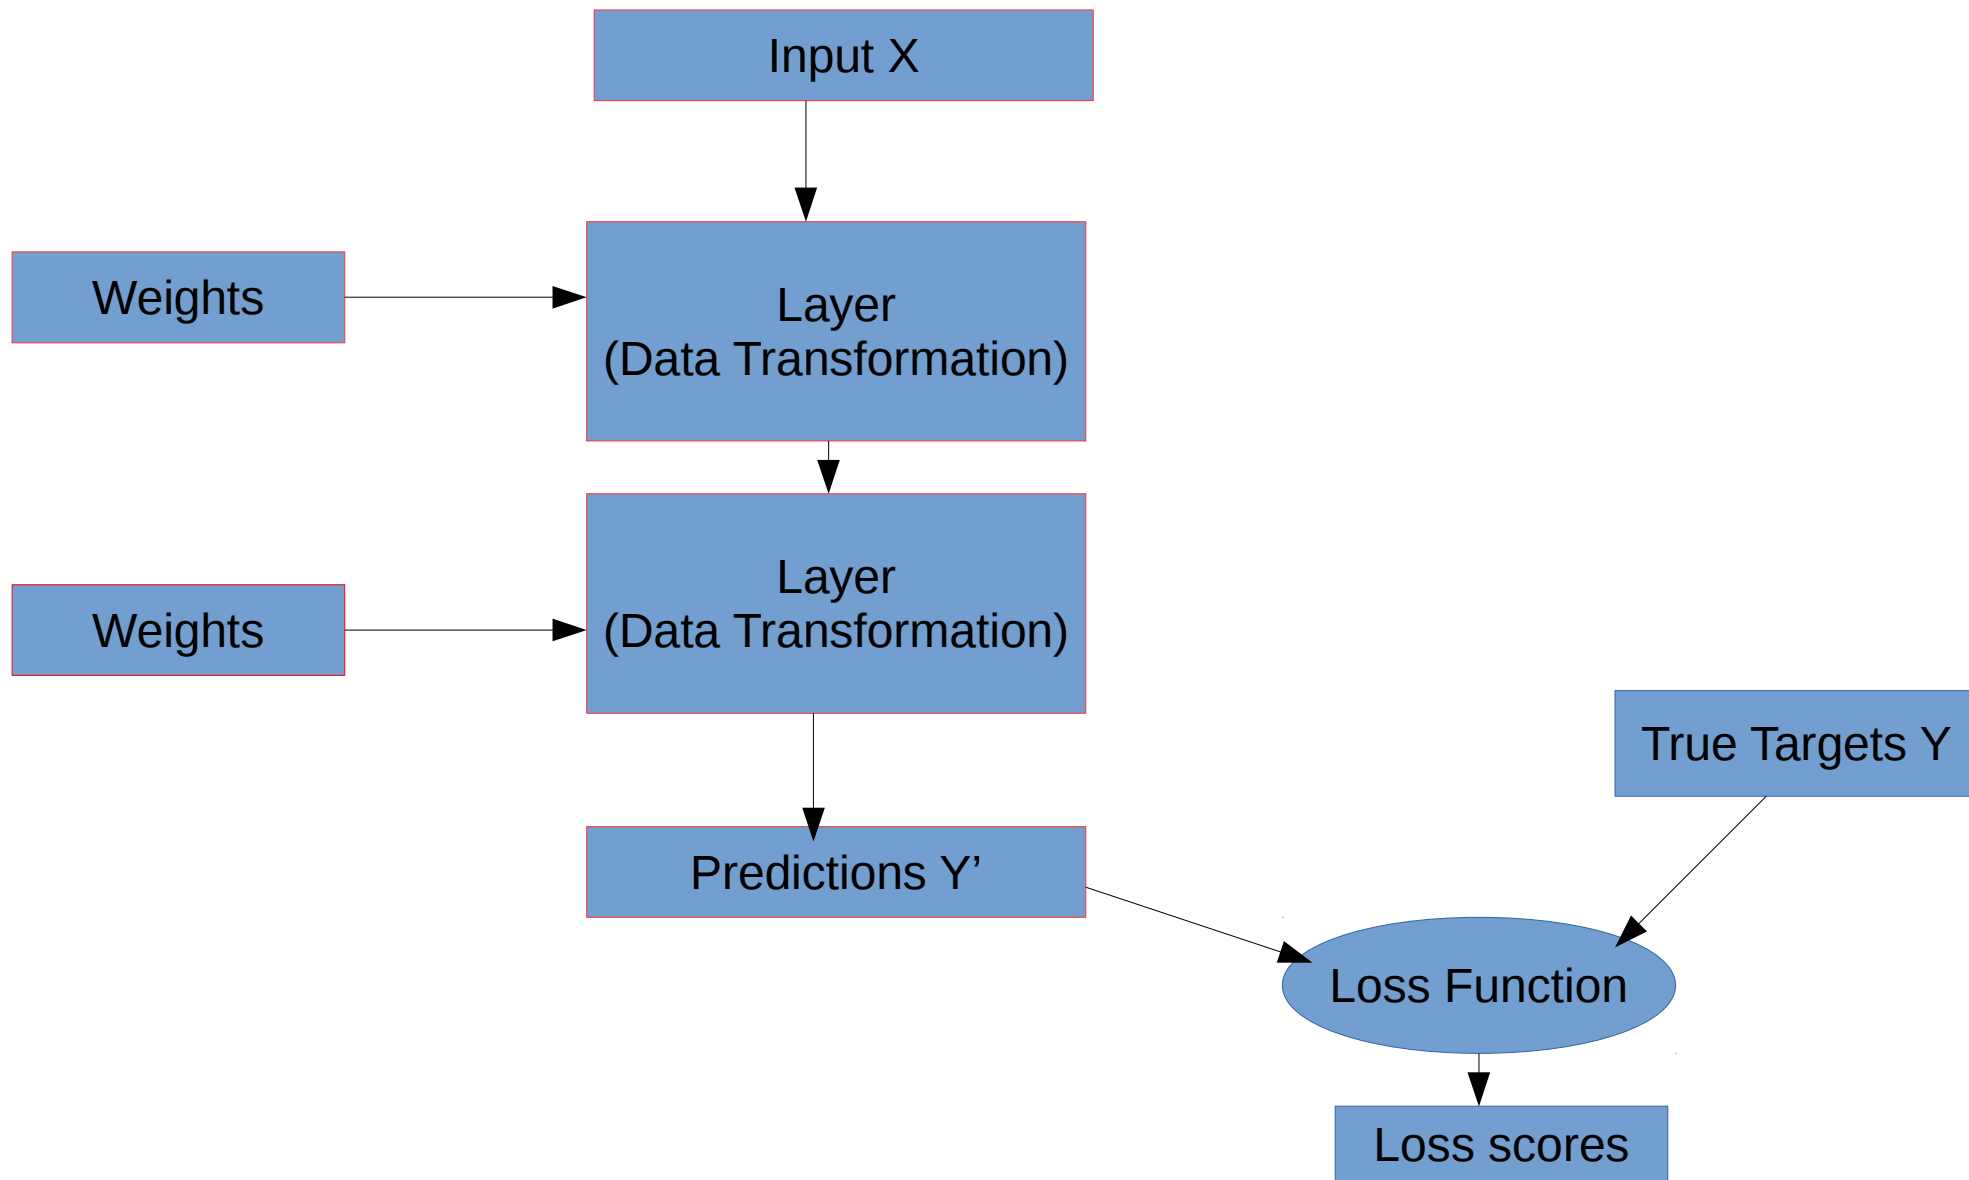 Input X
Weights
Layer
(Data Transformation)
Weights
Layer
(Data Transformation)
True Targets Y
Predictions Y’
Loss Function
Loss scores